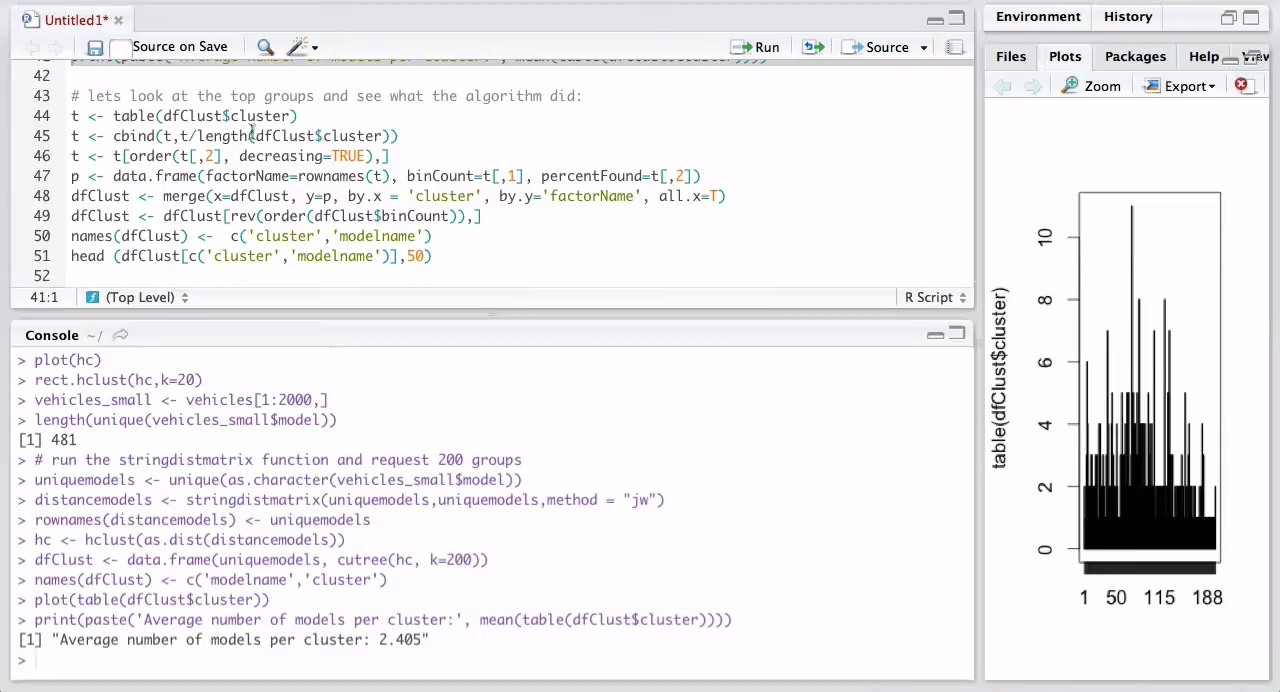 Untitled1*
Source on Save
Run
Source
42
43 # lets look at the top groups and see what the algorithm did:
44 t <- table(dfClust$cluster)
45 t <- cbind(t,t/length(dfClust$cluster))
46 t <- t[order(t[,2], decreasing=TRUE),]
47 p <- data.frame(factorName=rownames(t), binCount=t[,1], percentFound=t[,2])
48 dfClust <- merge(x=dfClust, y=p, by.x = 'cluster', by.y='factorName', all.x=T)
49 dfClust <- dfClust[rev(order(dfClust$binCount)),]
50 names(dfClust) <-  c('cluster','modelname')
51 head (dfClust[c('cluster','modelname')],50)
52
41:1 (Top Level) R Script
Console ~/
> plot(hc)
> rect.hclust(hc,k=20)
> vehicles_small <- vehicles[1:2000,]
> length(unique(vehicles_small$model))
[1] 481
> # run the stringdistmatrix function and request 200 groups
> uniquemodels <- unique(as.character(vehicles_small$model))
> distancemodels <- stringdistmatrix(uniquemodels,uniquemodels,method = "jw")
> rownames(distancemodels) <- uniquemodels
> hc <- hclust(as.dist(distancemodels))
> dfClust <- data.frame(uniquemodels, cutree(hc, k=200))
> names(dfClust) <- c('modelname','cluster')
> plot(table(dfClust$cluster))
> print(paste('Average number of models per cluster:', mean(table(dfClust$cluster))))
[1] "Average number of models per cluster: 2.405"
>
Environment History
Files Plots Packages Help
Zoom Export
table(dfClust$cluster)
10
8
6
4
2
0
1 50 115 188